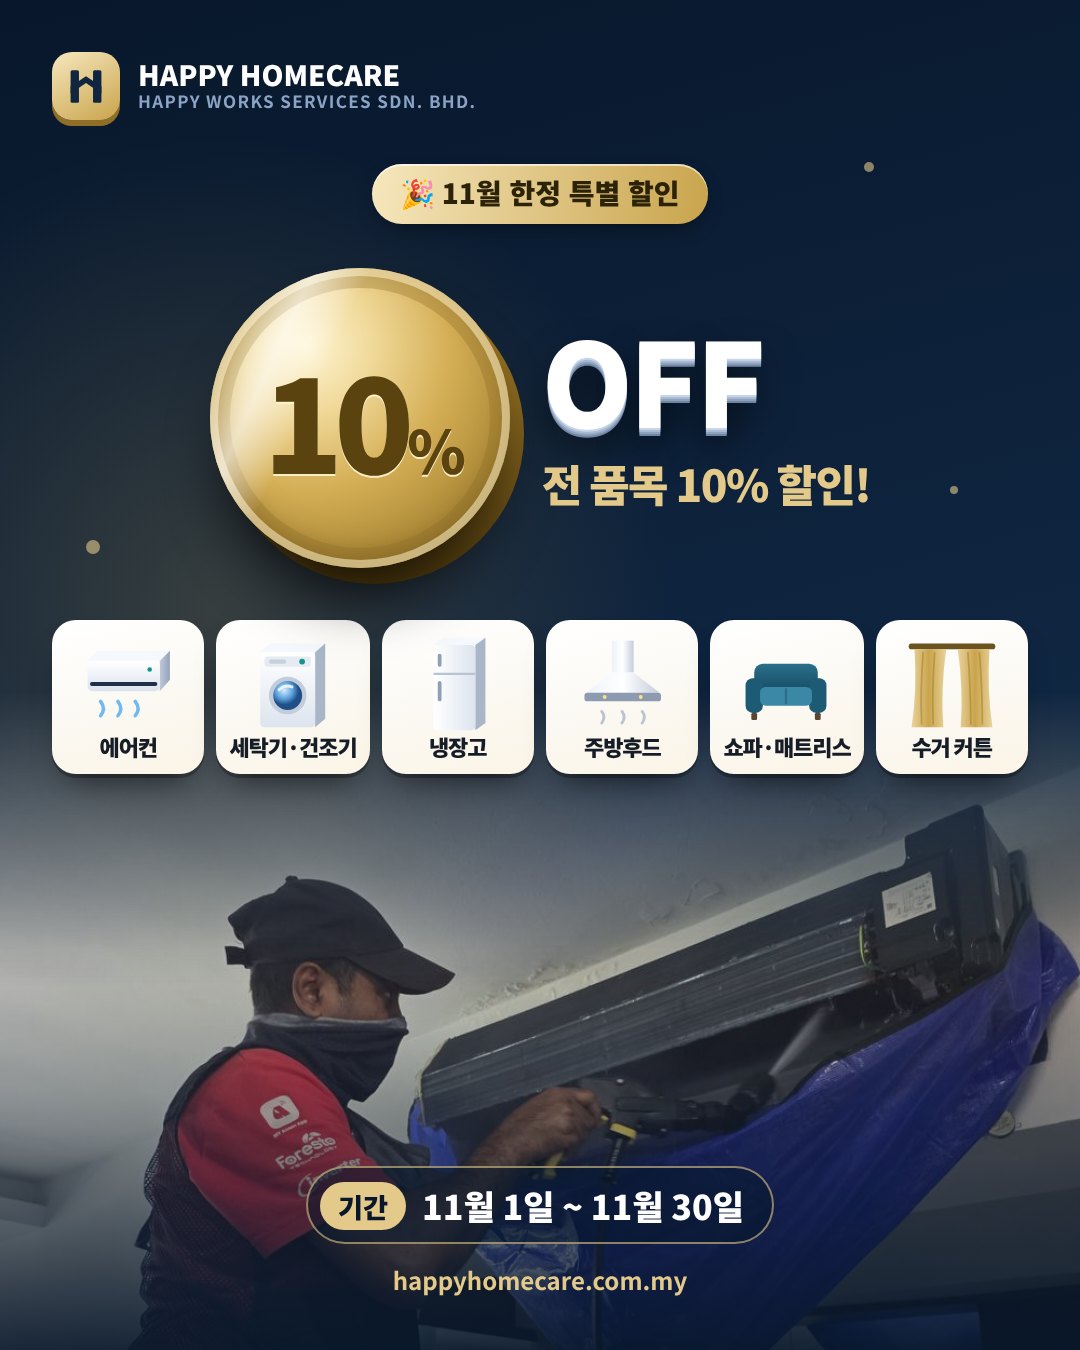 HAPPY HOMECARE
HAPPY WORKS SERVICES SDN. BHD.
🎉 11월 한정 특별 할인
10%
OFF
전 품목 10% 할인!
에어컨
세탁기·건조기
냉장고
주방후드
쇼파·매트리스
수거 커튼
Foresto
기간 11월 1일 ~ 11월 30일
happyhomecare.com.my